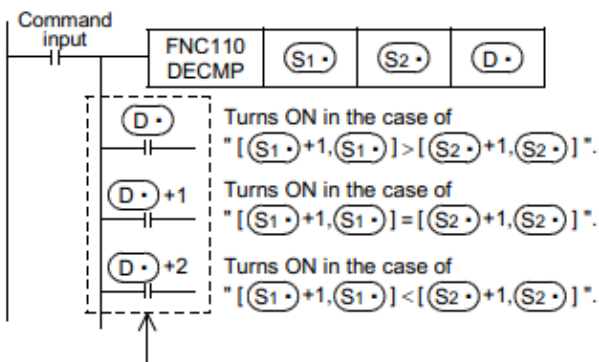 Command
input
FNC110
DECMP
S1 •
S2 •
D •
D •
Turns ON in the case of
" [ S1 • +1, S1 • ] > [ S2 • +1, S2 • ] ".
D • +1
Turns ON in the case of
" [ S1 • +1, S1 • ] = [ S2 • +1, S2 • ] ".
D • +2
Turns ON in the case of
" [ S1 • +1, S1 • ] < [ S2 • +1, S2 • ] ".